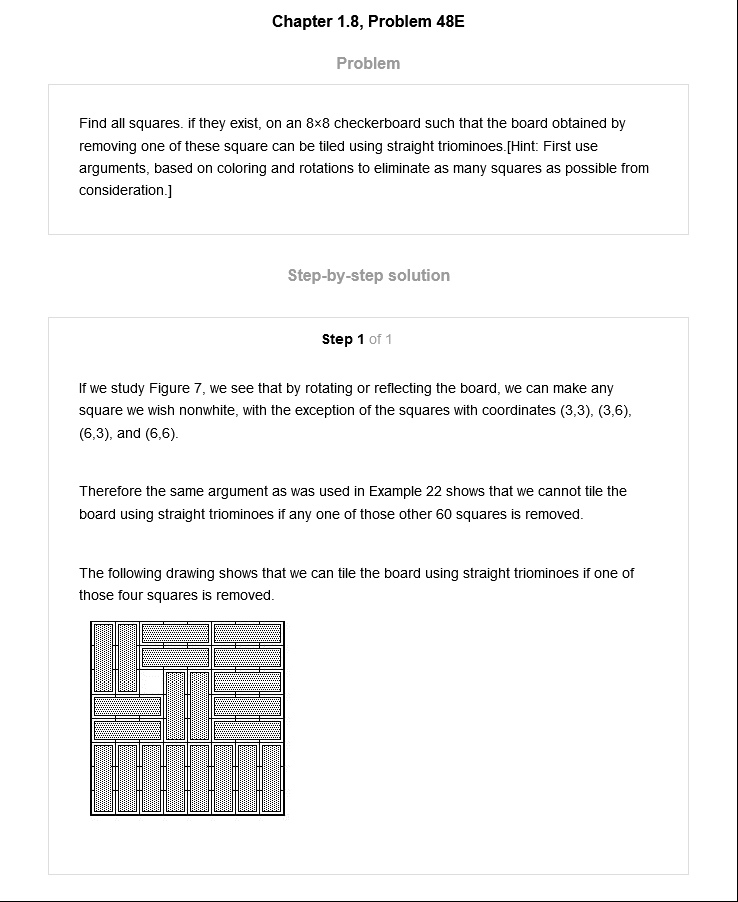 Chapter 1.8, Problem 48E
Problem
Find all squares. if they exist, on an 8×8 checkerboard such that the board obtained by
removing one of these square can be tiled using straight triominoes.[Hint: First use
arguments, based on coloring and rotations to eliminate as many squares as possible from
consideration.]
Step-by-step solution
Step 1 of 1
If we study Figure 7, we see that by rotating or reflecting the board, we can make any
square we wish nonwhite, with the exception of the squares with coordinates (3,3), (3,6),
(6,3), and (6,6).
Therefore the same argument as was used in Example 22 shows that we cannot tile the
board using straight triominoes if any one of those other 60 squares is removed.
The following drawing shows that we can tile the board using straight triominoes if one of
those four squares is removed.